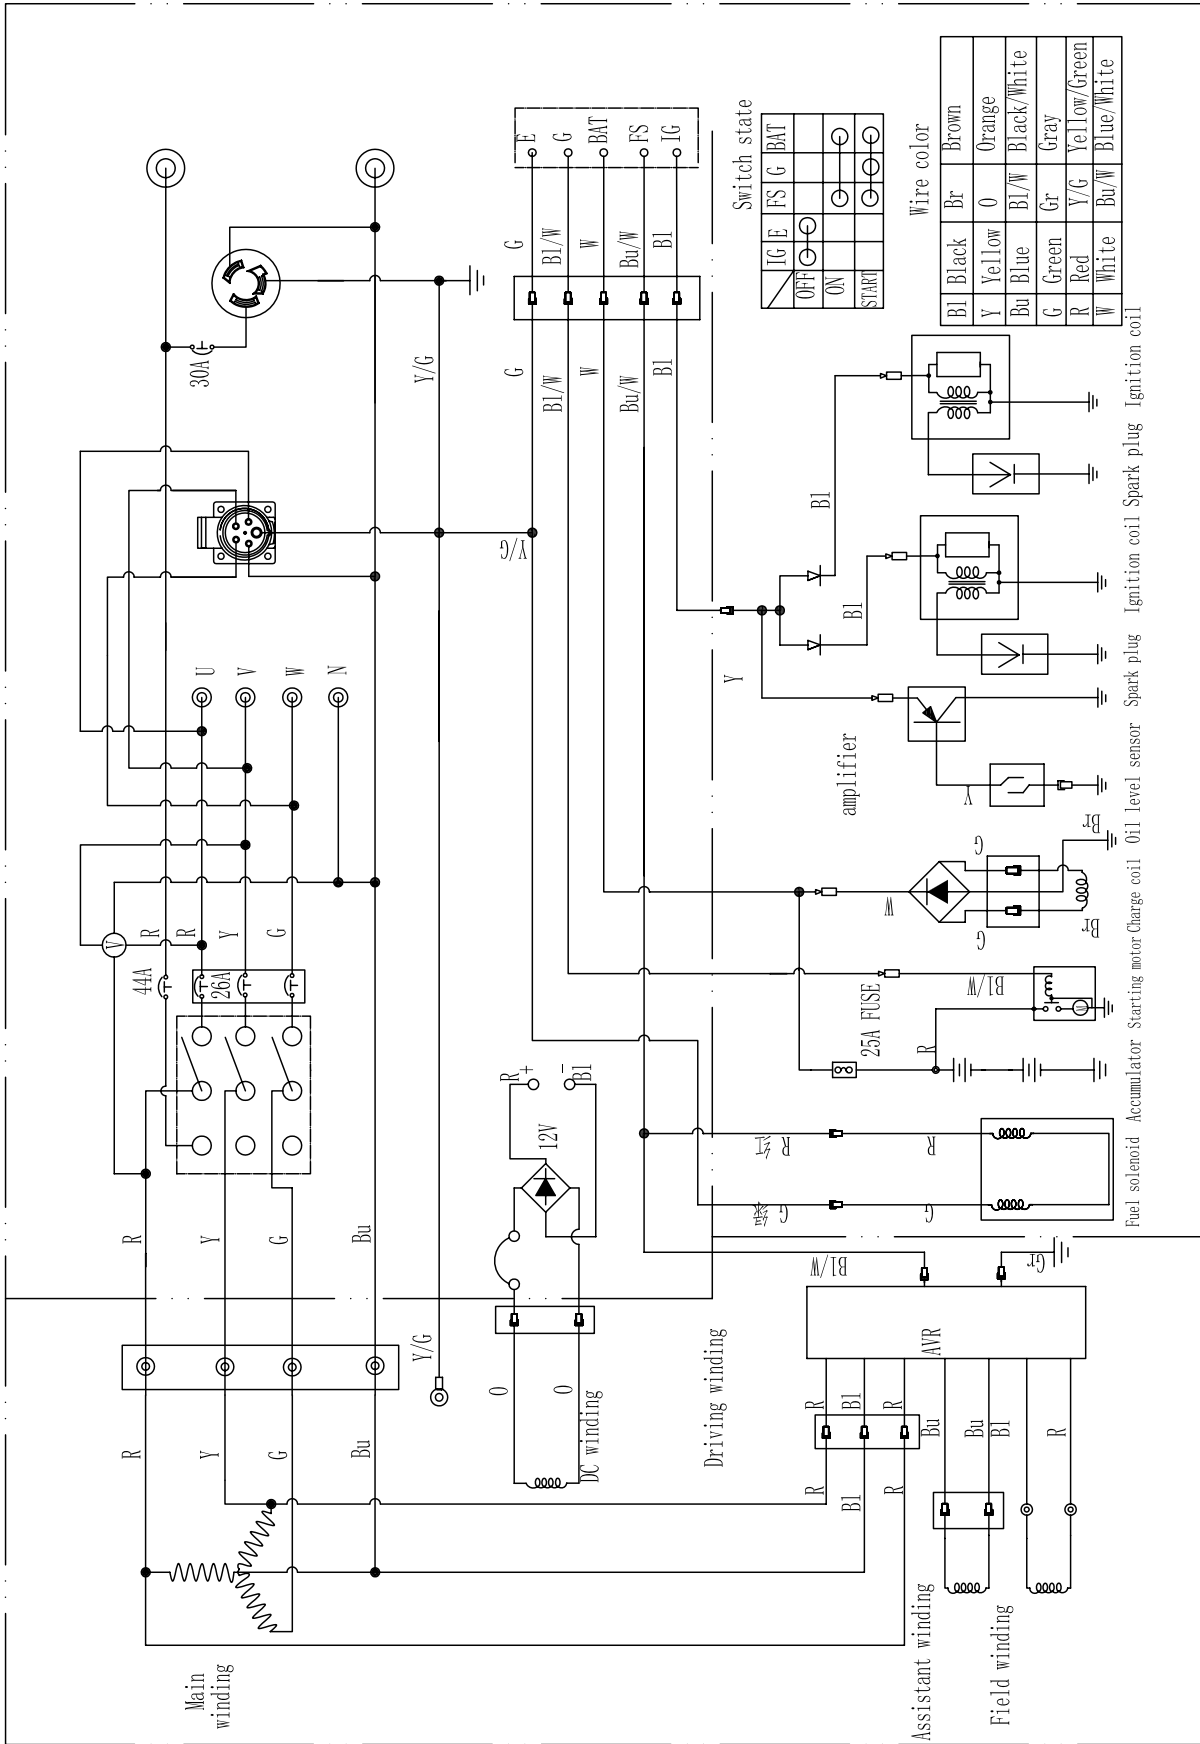 Main
winding
R
Y
G
Bu
R
Y
G
Bu
44A
26A
R
R
Y
G
V
U
V
W
N
30A
Y/G
Y/G
Y/G
O
O
DC winding
12V
R
+
−
Bl
E
G
BAT
FS
IG
G
Bl/W
W
Bu/W
Bl
G
Bl/W
W
Bu/W
Bl
Switch state
IG E FS G BAT
OFF
ON
START
Wire color
Bl Black Br Brown
Y Yellow O Orange
Bu Blue Bl/W Black/White
G Green Gr Gray
R Red Y/G Yellow/Green
W White Bu/W Blue/White
Driving winding
R
Bl
R
R
Bl
R
AVR
Bu
Bu
Bl
R
Assistant winding
Field winding
Bl/W
Gr
绿
G
G
红
R
R
25A FUSE
R
Bl/W
M
W
G
G
Br
Br
amplifier
Y
Y
Bl
Bl
Fuel solenoid
Accumulator
Starting motor
Charge coil
Oil level sensor
Spark plug
Ignition coil
Spark plug
Ignition coil